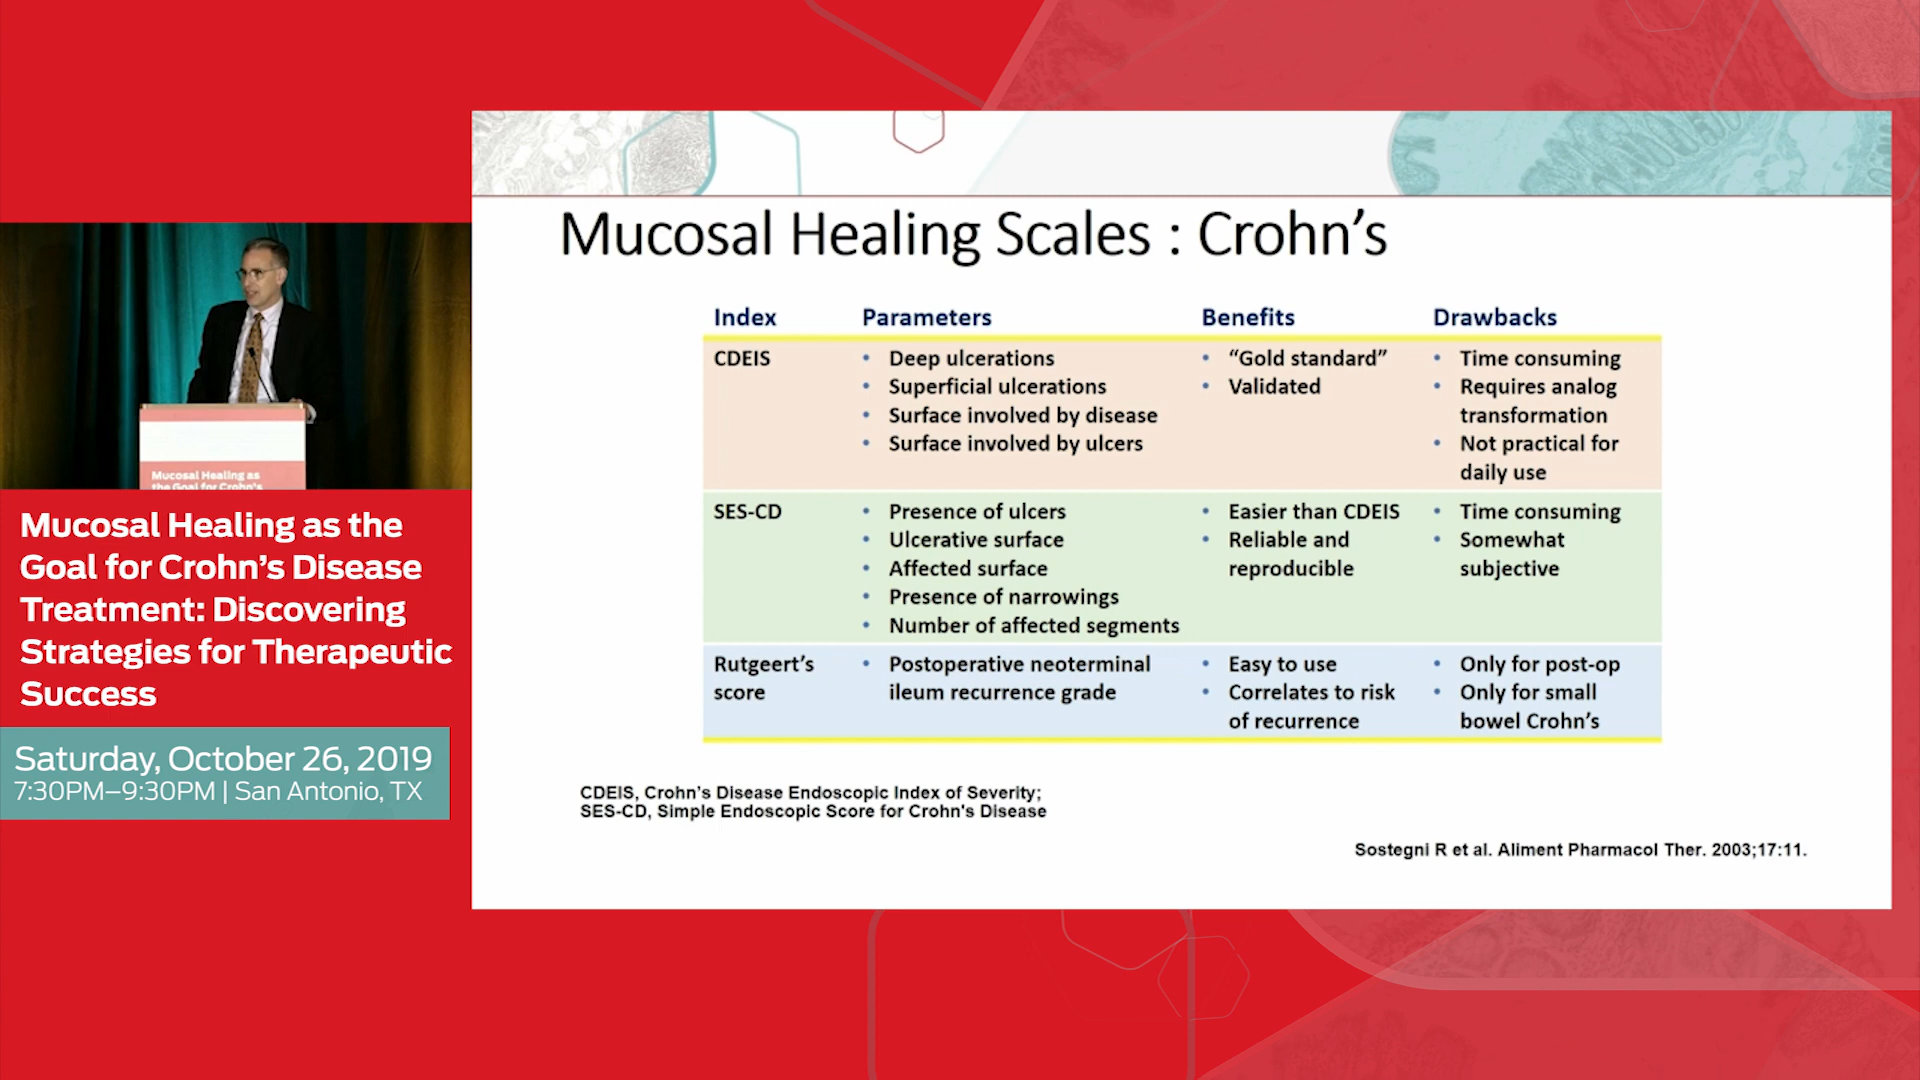 Mucosal Healing Scales : Crohn's
Index Parameters Benefits Drawbacks
CDEIS
• Deep ulcerations
• Superficial ulcerations
• Surface involved by disease
• Surface involved by ulcers
• “Gold standard”
• Validated
• Time consuming
• Requires analog
transformation
• Not practical for
daily use
SES-CD
• Presence of ulcers
• Ulcerative surface
• Affected surface
• Presence of narrowings
• Number of affected segments
• Easier than CDEIS
• Reliable and
reproducible
• Time consuming
• Somewhat
subjective
Rutgeert’s
score
• Postoperative neoterminal
ileum recurrence grade
• Easy to use
• Correlates to risk
of recurrence
• Only for post-op
• Only for small
bowel Crohn’s
CDEIS, Crohn’s Disease Endoscopic Index of Severity;
SES-CD, Simple Endoscopic Score for Crohn's Disease
Sostegni R et al. Aliment Pharmacol Ther. 2003;17:11.
Mucosal Healing as
the Goal for Crohn's
Mucosal Healing as the
Goal for Crohn’s Disease
Treatment: Discovering
Strategies for Therapeutic
Success
Saturday, October 26, 2019
7:30PM–9:30PM | San Antonio, TX